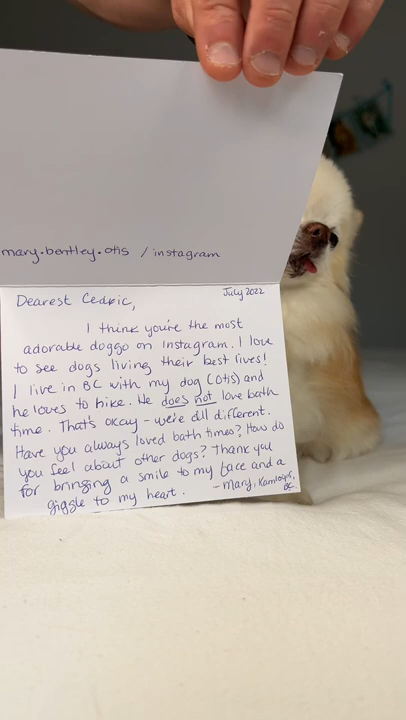 mary.bentley.otis / instagram
July 2022
Dearest Cedric,
I think you're the most
adorable doggo on Instagram. I love
to see dogs living their best lives!
I live in BC with my dog (Otis) and
he loves to hike. He does not love bath
time. That's okay - we're all different.
Have you always loved bath times? How do
you feel about other dogs? Thank you
for bringing a smile to my face and a
giggle to my heart.
- Mary, Kamloops,
BC.